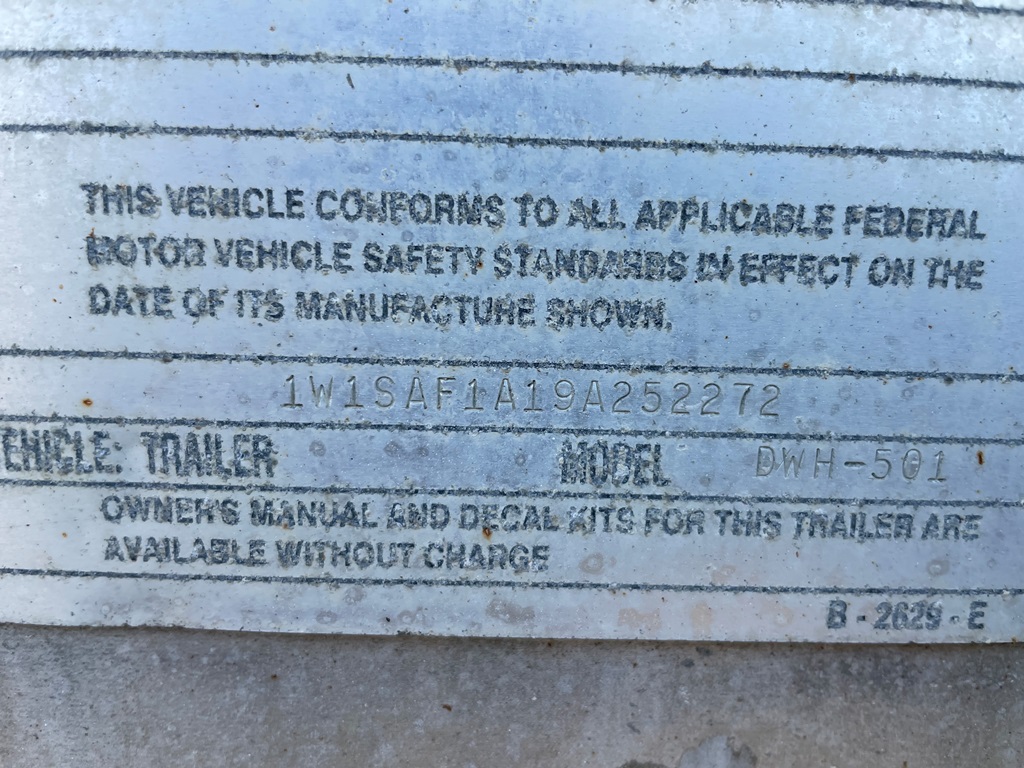 THIS VEHICLE CONFORMS TO ALL APPLICABLE FEDERAL
MOTOR VEHICLE SAFETY STANDARDS IN EFFECT ON THE
DATE OF ITS MANUFACTURE SHOWN.
1W1SAF1A19A252272
EHICLE: TRAILER MODEL DWH-501
OWNER'S MANUAL AND DECAL KITS FOR THIS TRAILER ARE
AVAILABLE WITHOUT CHARGE
B - 2629 - E